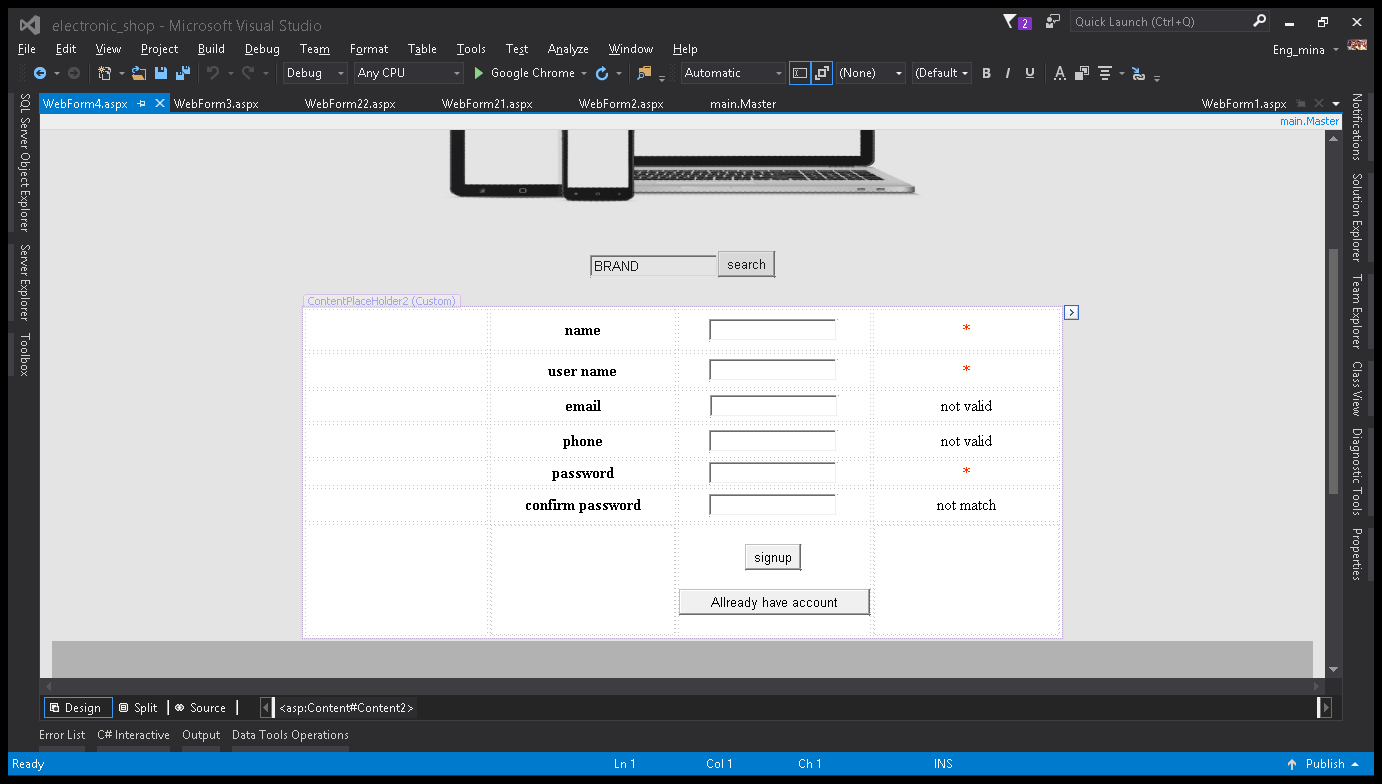 electronic_shop - Microsoft Visual Studio
2
Quick Launch (Ctrl+Q)
File Edit View Project Build Debug Team Format Table Tools Test Analyze Window Help
Eng_mina
Debug Any CPU Google Chrome Automatic (None) (Default B I U A
WebForm4.aspx WebForm3.aspx WebForm22.aspx WebForm21.aspx WebForm2.aspx main.Master WebForm1.aspx
main.Master
SQL Server Object Explorer
Server Explorer
Toolbox
BRAND search
ContentPlaceHolder2 (Custom)
name *
user name *
email not valid
phone not valid
password *
confirm password not match
signup
Allready have account
Notifications
Solution Explorer
Team Explorer
Class View
Diagnostic Tools
Properties
Design Split Source <asp:Content#Content2>
Error List C# Interactive Output Data Tools Operations
Ready Ln 1 Col 1 Ch 1 INS Publish